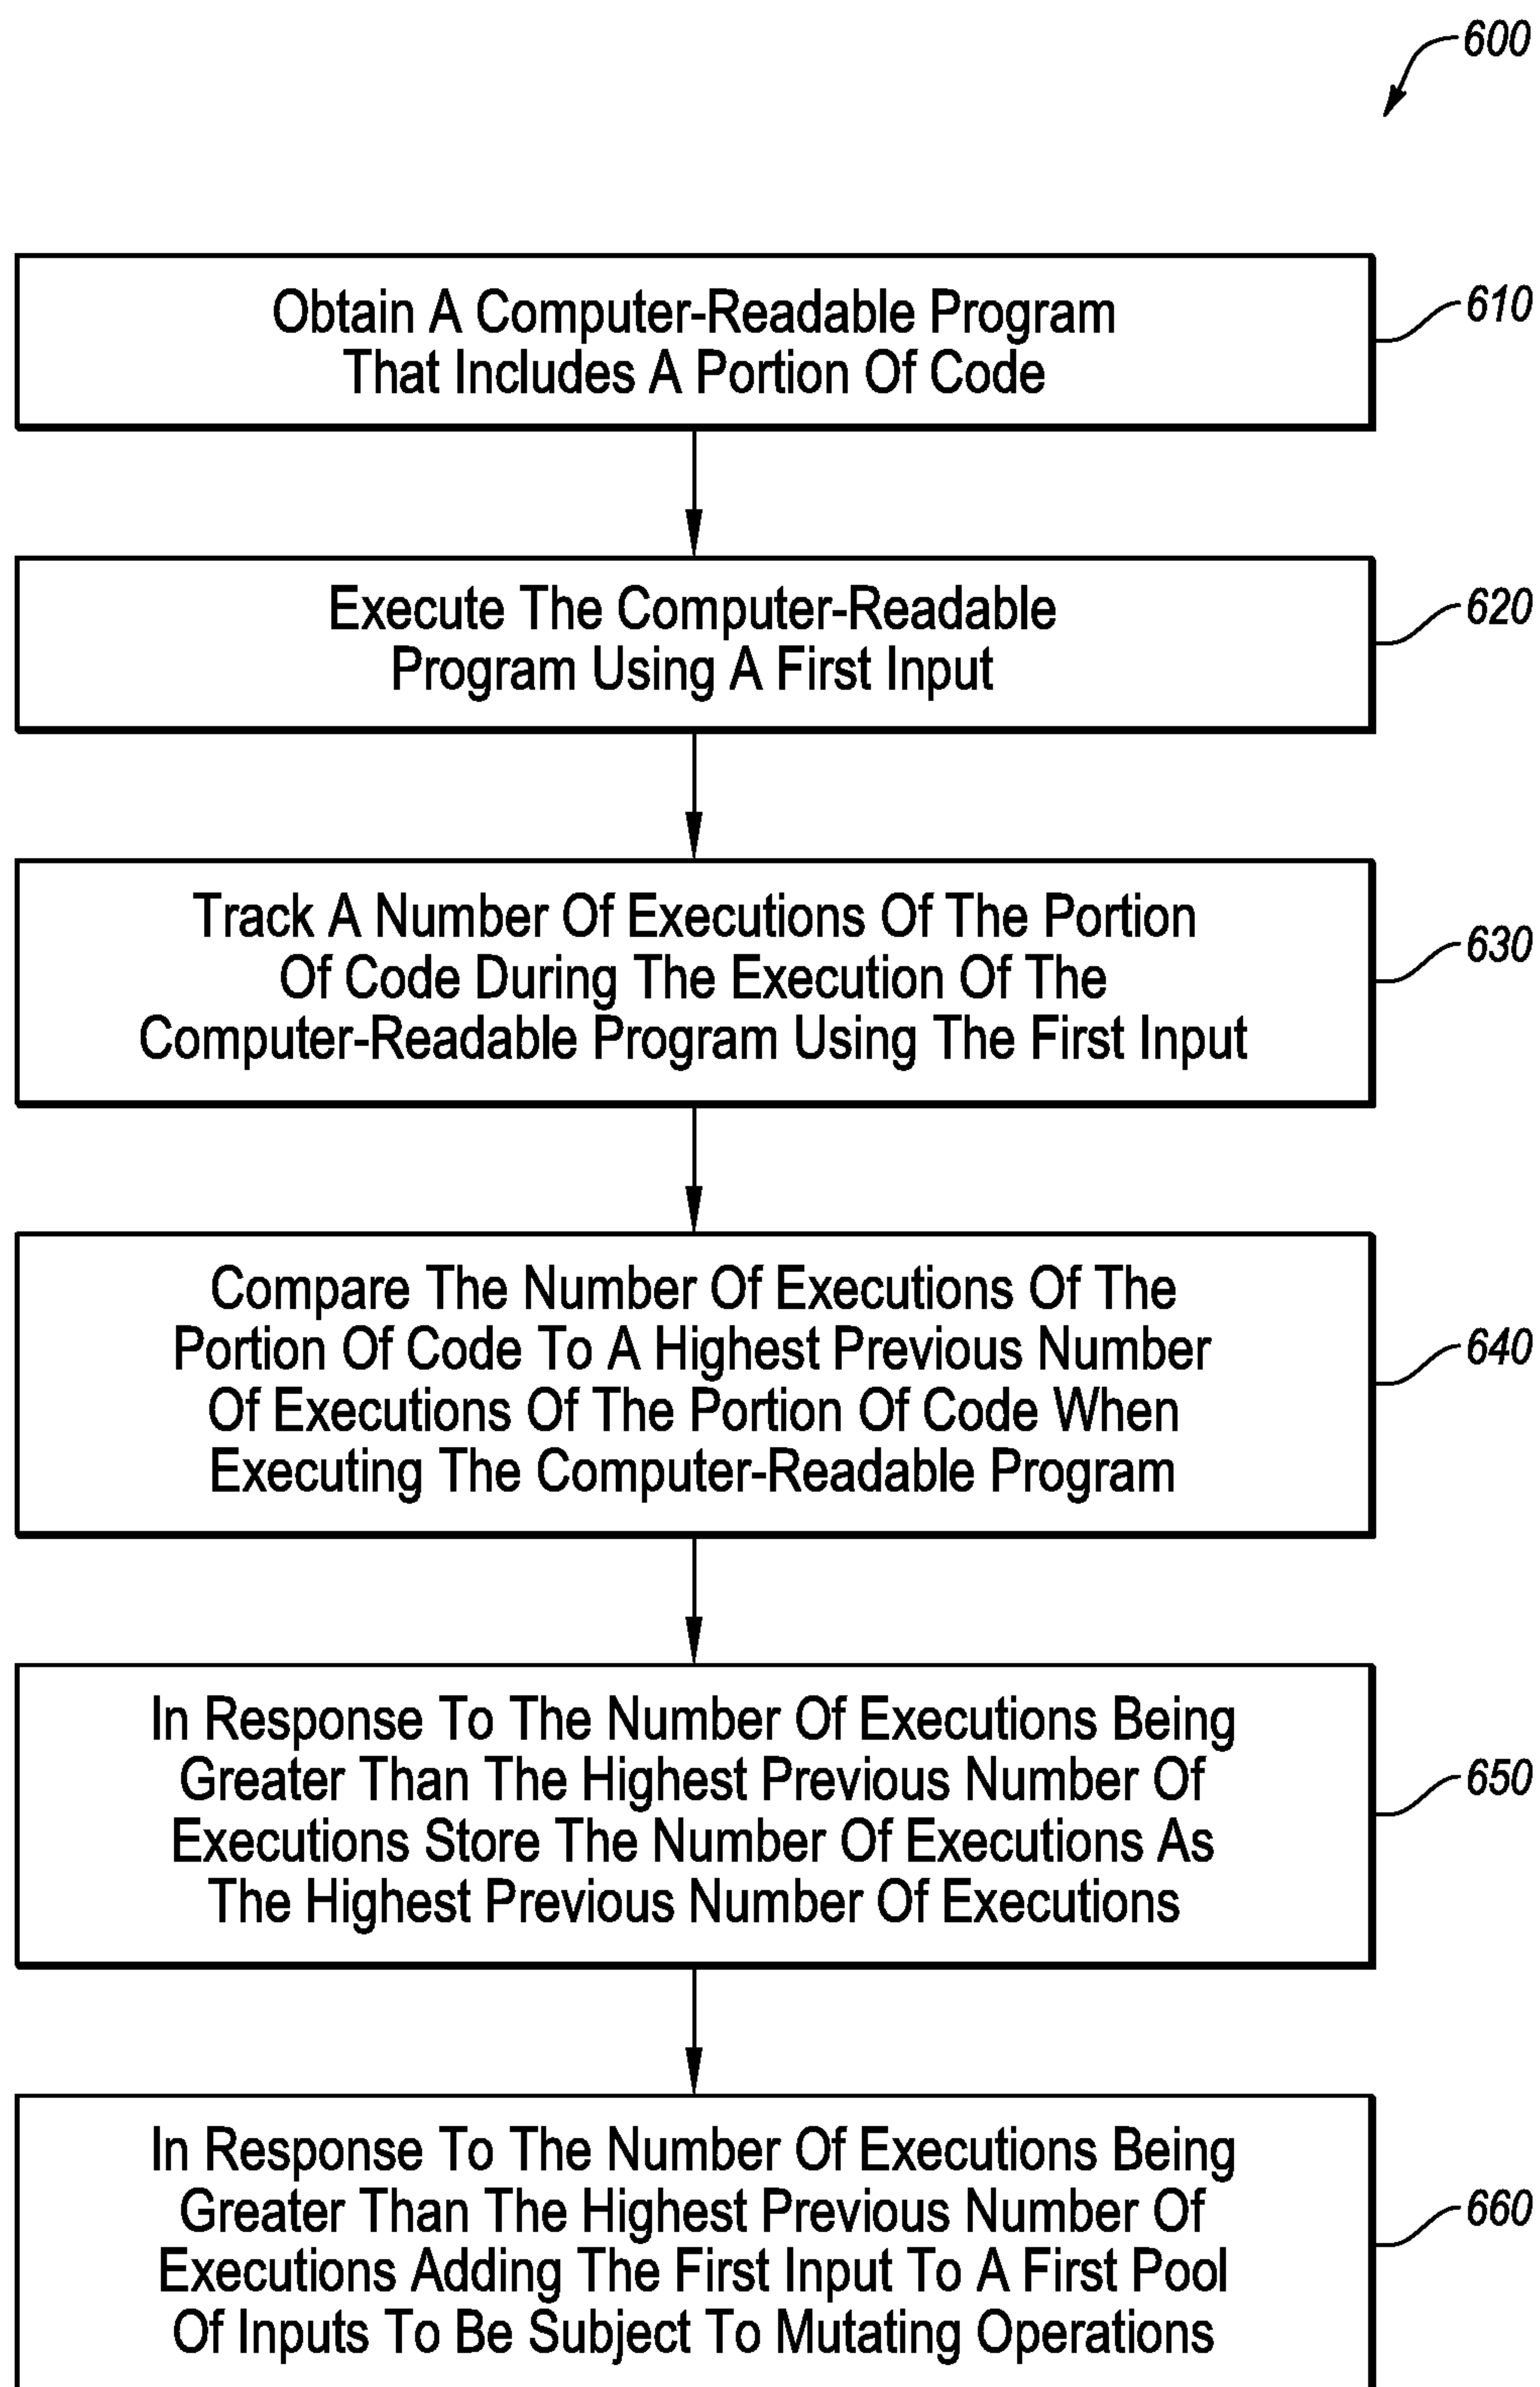 600
Obtain A Computer-Readable Program
That Includes A Portion Of Code
610
Execute The Computer-Readable
Program Using A First Input
620
Track A Number Of Executions Of The Portion
Of Code During The Execution Of The
Computer-Readable Program Using The First Input
630
Compare The Number Of Executions Of The
Portion Of Code To A Highest Previous Number
Of Executions Of The Portion Of Code When
Executing The Computer-Readable Program
640
In Response To The Number Of Executions Being
Greater Than The Highest Previous Number Of
Executions Store The Number Of Executions As
The Highest Previous Number Of Executions
650
In Response To The Number Of Executions Being
Greater Than The Highest Previous Number Of
Executions Adding The First Input To A First Pool
Of Inputs To Be Subject To Mutating Operations
660